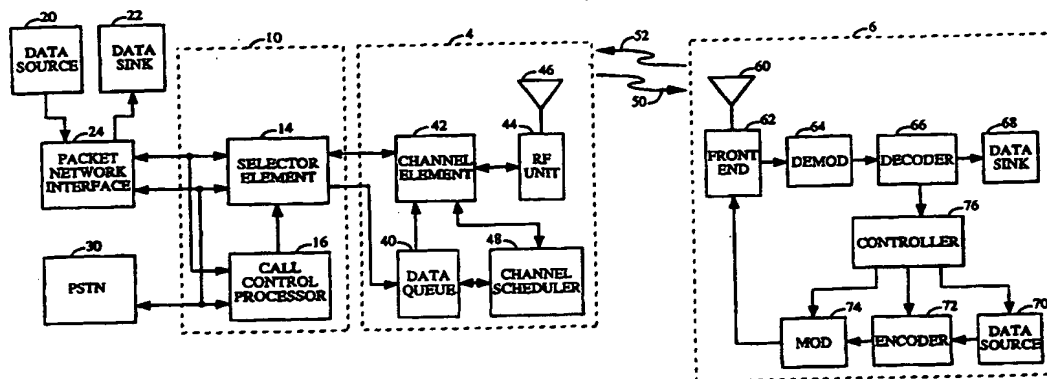 20
22
DATA
SOURCE
DATA
SINK
24
PACKET
NETWORK
INTERFACE
30
PSTN
10
14
SELECTOR
ELEMENT
16
CALL
CONTROL
PROCESSOR
4
46
42
CHANNEL
ELEMENT
44
RF
UNIT
40
DATA
QUEUE
48
CHANNEL
SCHEDULER
52
50
6
60
62
FRONT
END
64
DEMOD
66
DECODER
68
DATA
SINK
76
CONTROLLER
74
MOD
72
ENCODER
70
DATA
SOURCE